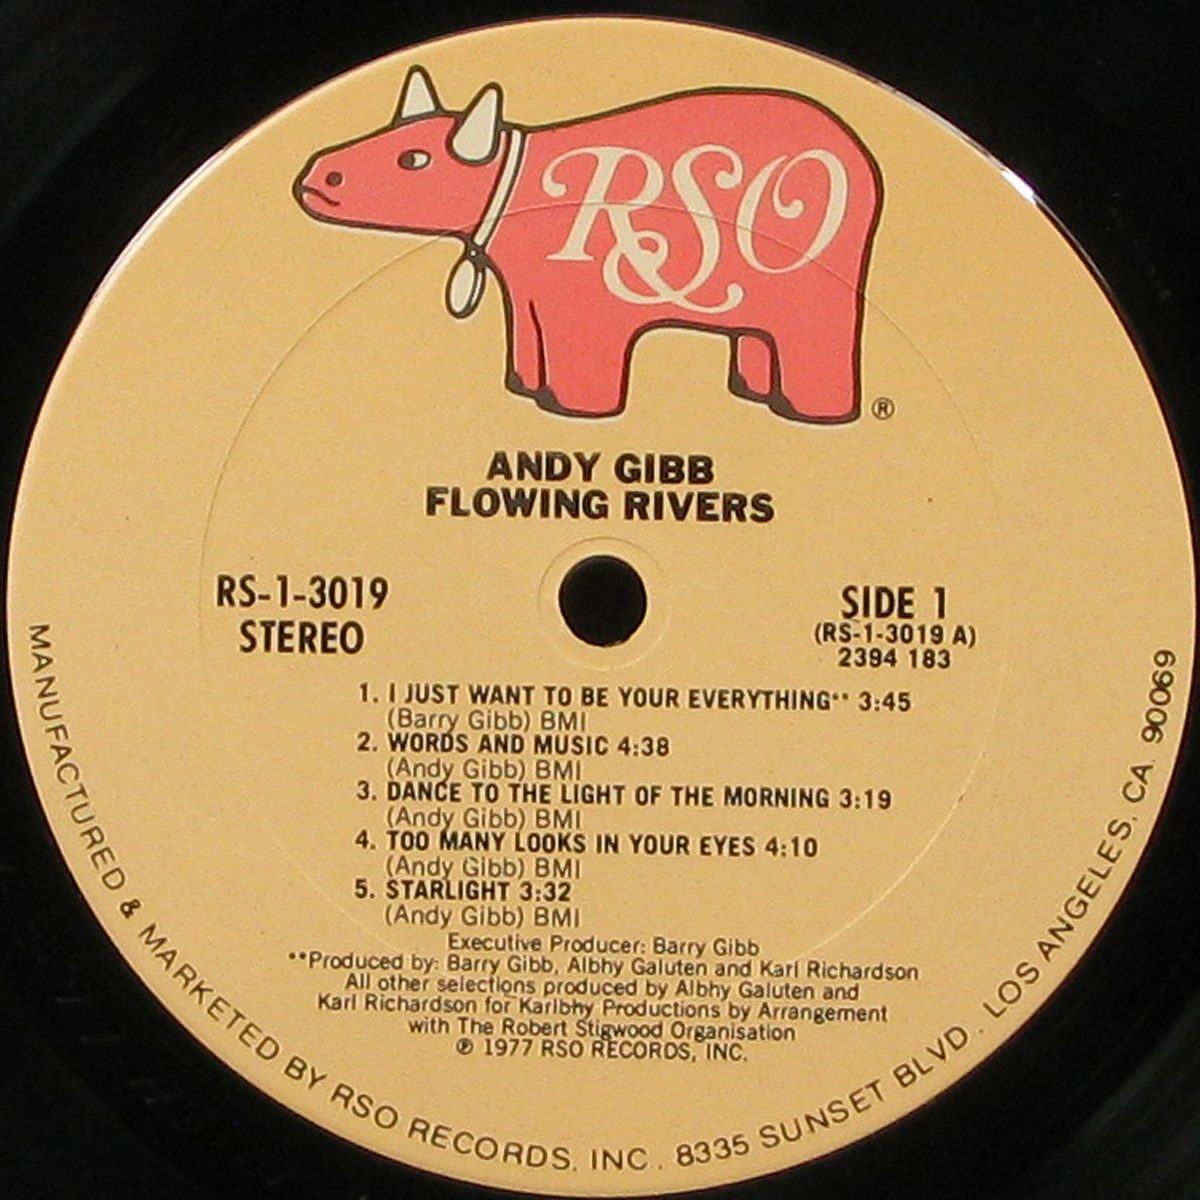 RSO
®
ANDY GIBB
FLOWING RIVERS
RS-1-3019
STEREO
SIDE 1
(RS-1-3019 A)
2394 183
1. I JUST WANT TO BE YOUR EVERYTHING** 3:45
(Barry Gibb) BMI
2. WORDS AND MUSIC 4:38
(Andy Gibb) BMI
3. DANCE TO THE LIGHT OF THE MORNING 3:19
(Andy Gibb) BMI
4. TOO MANY LOOKS IN YOUR EYES 4:10
(Andy Gibb) BMI
5. STARLIGHT 3:32
(Andy Gibb) BMI
Executive Producer: Barry Gibb
**Produced by: Barry Gibb, Albhy Galuten and Karl Richardson
All other selections produced by Albhy Galuten and
Karl Richardson for Karlbhy Productions by Arrangement
with The Robert Stigwood Organisation
℗ 1977 RSO RECORDS, INC.
MANUFACTURED & MARKETED BY RSO RECORDS, INC., 8335 SUNSET BLVD., LOS ANGELES, CA. 90069